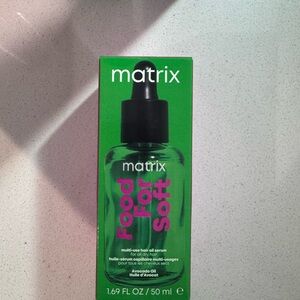 matrix
matrix
Food
For
Soft
multi-use hair oil serum
for all dry hair
huile-sérum capillaire multi-usages
pour tous les cheveux secs
Avocado Oil
Huile d'Avocat
1.69 FL OZ / 50 ml e